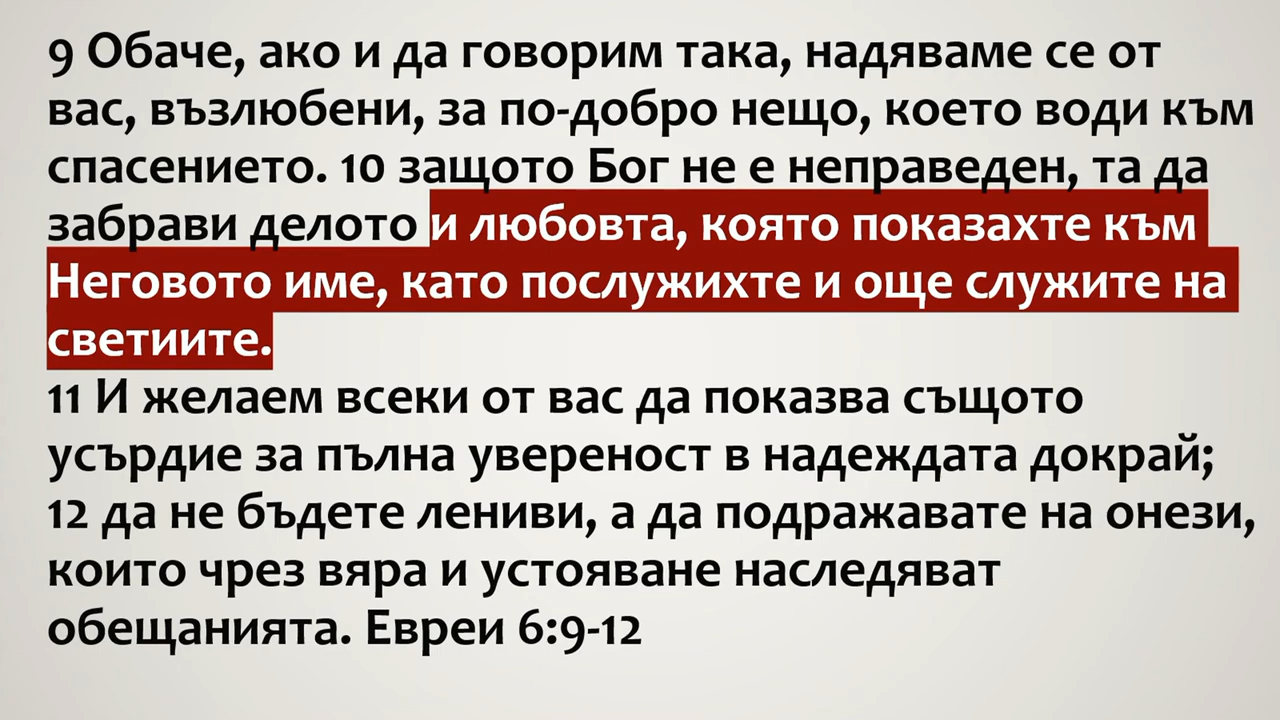 9 Обаче, ако и да говорим така, надяваме се от
вас, възлюбени, за по-добро нещо, което води към
спасението. 10 защото Бог не е неправеден, та да
забрави делото и любовта, която показахте към
Неговото име, като послужихте и още служите на
светиите.
11 И желаем всеки от вас да показва същото
усърдие за пълна увереност в надеждата докрай;
12 да не бъдете лениви, а да подражавате на онези,
които чрез вяра и устояване наследяват
обещанията. Евреи 6:9-12